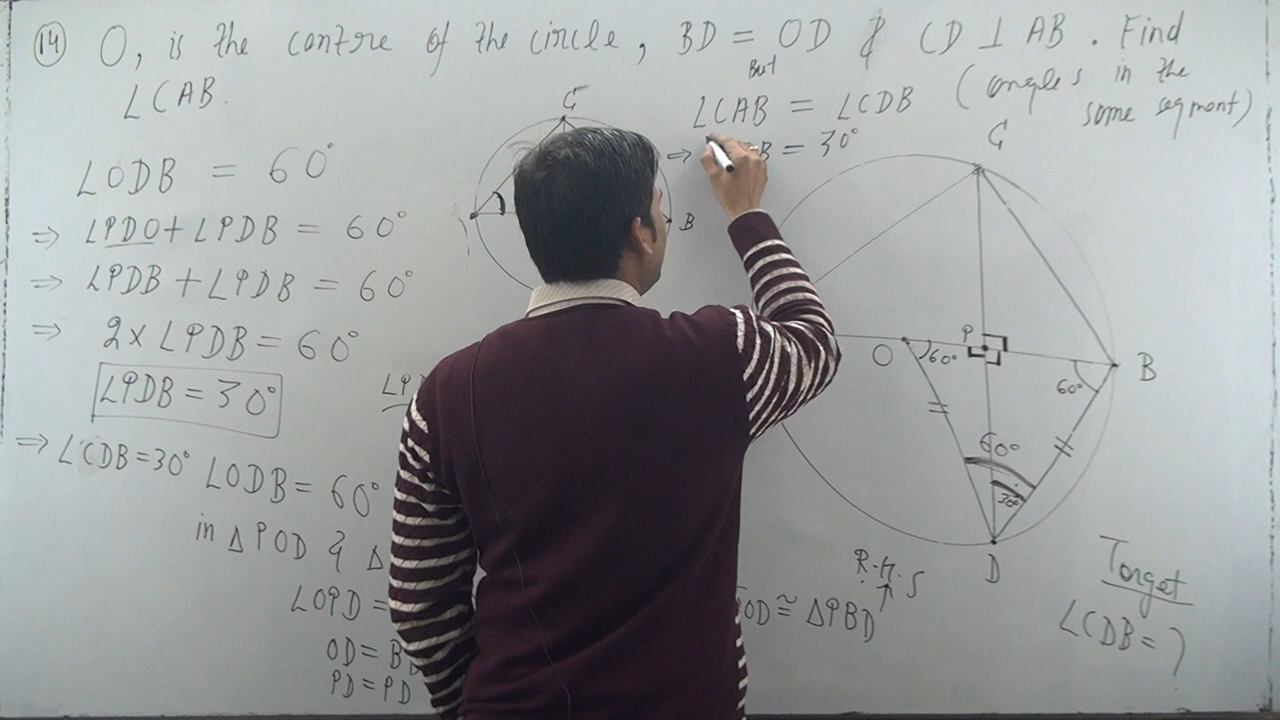 14 O, is the centre of the circle, BD = OD & CD ⊥ AB . Find
∠CAB.
∠ODB = 60°
⇒ ∠PDO + ∠PDB = 60°
⇒ ∠PDB + ∠PDB = 60°
⇒ 2 x ∠PDB = 60°
∠PDB = 30°
⇒ ∠CDB = 30°
∠ODB = 60°
in Δ POD & Δ
∠OPD =
OD = B
PD = PD
C
B
But
∠CAB = ∠CDB (angles in the
same segment)
⇒ B = 30°
C
P
O
60°
B
60°
60°
30°
D
R.H.S
OD ≅ ΔPBD
Target
∠CDB = ?